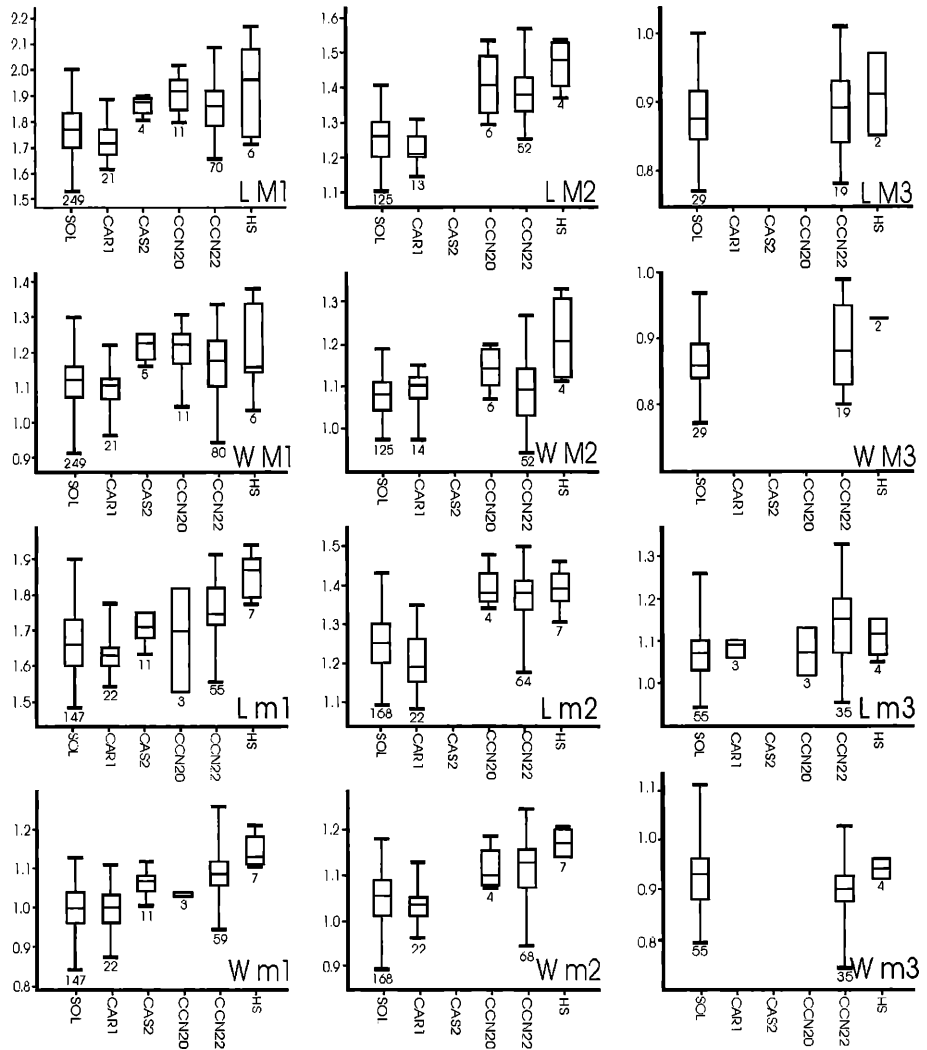 2.2
2.1
2.0
1.9
1.8
1.7
1.6
1.5
249
21
4
11
70
6
L M1
SOL
CAR1
CAS2
CCN20
CCN22
HS
1.6
1.5
1.4
1.3
1.2
1.1
125
13
6
52
4
L M2
SOL
CAR1
CAS2
CCN20
CCN22
HS
1.0
0.9
0.8
29
19
2
L M3
SOL
CAR1
CAS2
CCN20
CCN22
HS
1.4
1.3
1.2
1.1
1.0
0.9
249
21
5
11
80
6
W M1
SOL
CAR1
CAS2
CCN20
CCN22
HS
1.3
1.2
1.1
1.0
125
14
6
52
4
W M2
SOL
CAR1
CAS2
CCN20
CCN22
HS
1.0
0.9
0.8
29
19
2
W M3
SOL
CAR1
CAS2
CCN20
CCN22
HS
1.9
1.8
1.7
1.6
1.5
147
22
11
3
55
7
L m1
SOL
CAR1
CAS2
CCN20
CCN22
HS
1.5
1.4
1.3
1.2
1.1
168
22
4
64
7
L m2
SOL
CAR1
CAS2
CCN20
CCN22
HS
1.3
1.2
1.1
1.0
55
3
3
35
4
L m3
SOL
CAR1
CAS2
CCN20
CCN22
HS
1.2
1.1
1.0
0.9
0.8
147
22
11
3
59
7
W m1
SOL
CAR1
CAS2
CCN20
CCN22
HS
1.2
1.1
1.0
0.9
168
22
4
68
7
W m2
SOL
CAR1
CAS2
CCN20
CCN22
HS
1.1
1.0
0.9
0.8
55
35
4
W m3
SOL
CAR1
CAS2
CCN20
CCN22
HS